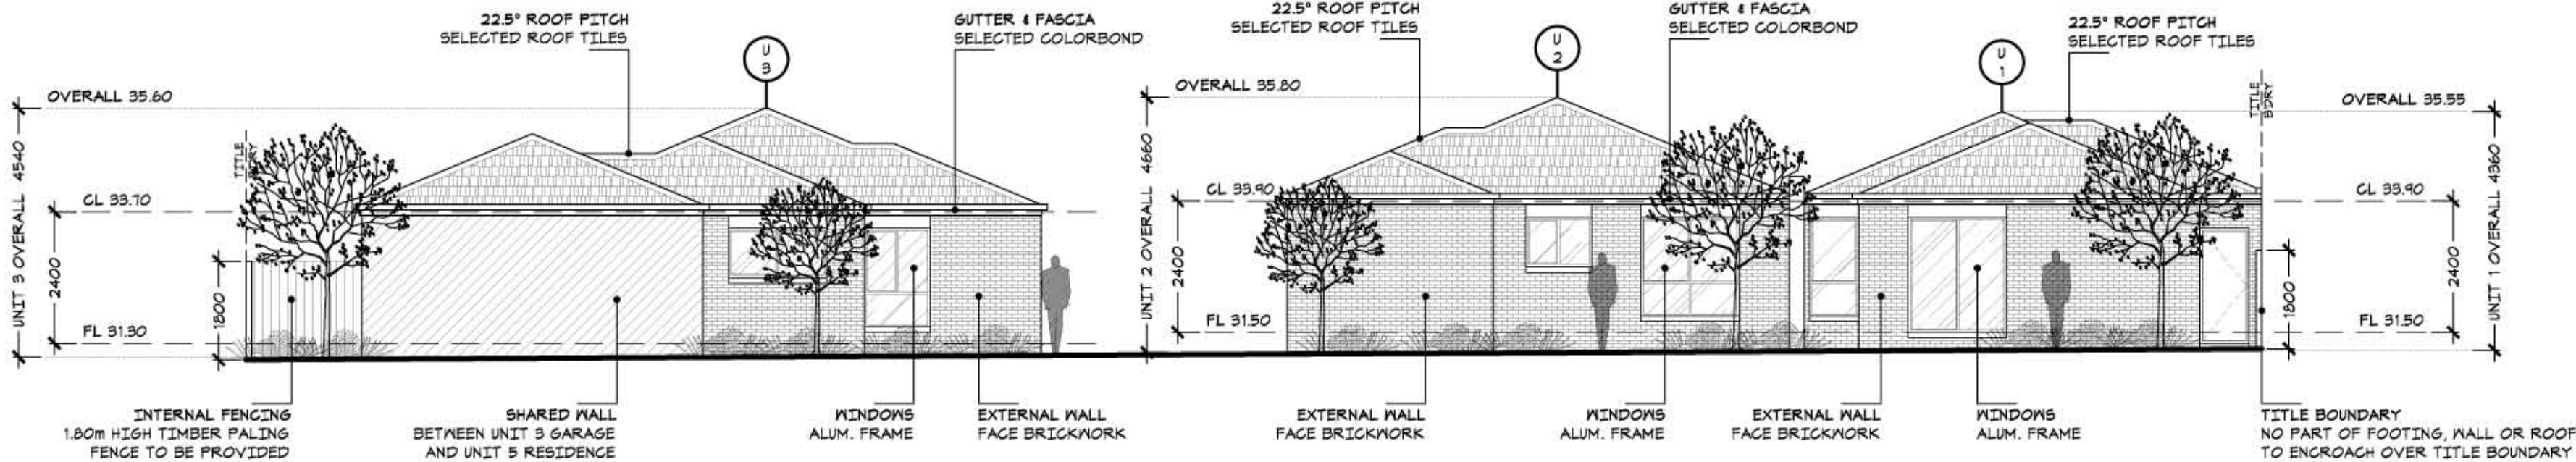 22.5° ROOF PITCH
SELECTED ROOF TILES
U
3
GUTTER & FASCIA
SELECTED COLORBOND
22.5° ROOF PITCH
SELECTED ROOF TILES
U
2
GUTTER & FASCIA
SELECTED COLORBOND
U
1
22.5° ROOF PITCH
SELECTED ROOF TILES
OVERALL 35.60
OVERALL 35.80
OVERALL 35.55
TITLE
BDRY
TITLE
BDRY
UNIT 3 OVERALL 4540
CL 33.70
2400
1800
FL 31.30
UNIT 2 OVERALL 4660
CL 33.90
2400
FL 31.50
CL 33.90
2400
1800
FL 31.50
UNIT 1 OVERALL 4360
INTERNAL FENCING
1.80m HIGH TIMBER PALING
FENCE TO BE PROVIDED
SHARED WALL
BETWEEN UNIT 3 GARAGE
AND UNIT 5 RESIDENCE
WINDOWS
ALUM. FRAME
EXTERNAL WALL
FACE BRICKWORK
EXTERNAL WALL
FACE BRICKWORK
WINDOWS
ALUM. FRAME
EXTERNAL WALL
FACE BRICKWORK
WINDOWS
ALUM. FRAME
TITLE BOUNDARY
NO PART OF FOOTING, WALL OR ROOF
TO ENCROACH OVER TITLE BOUNDARY